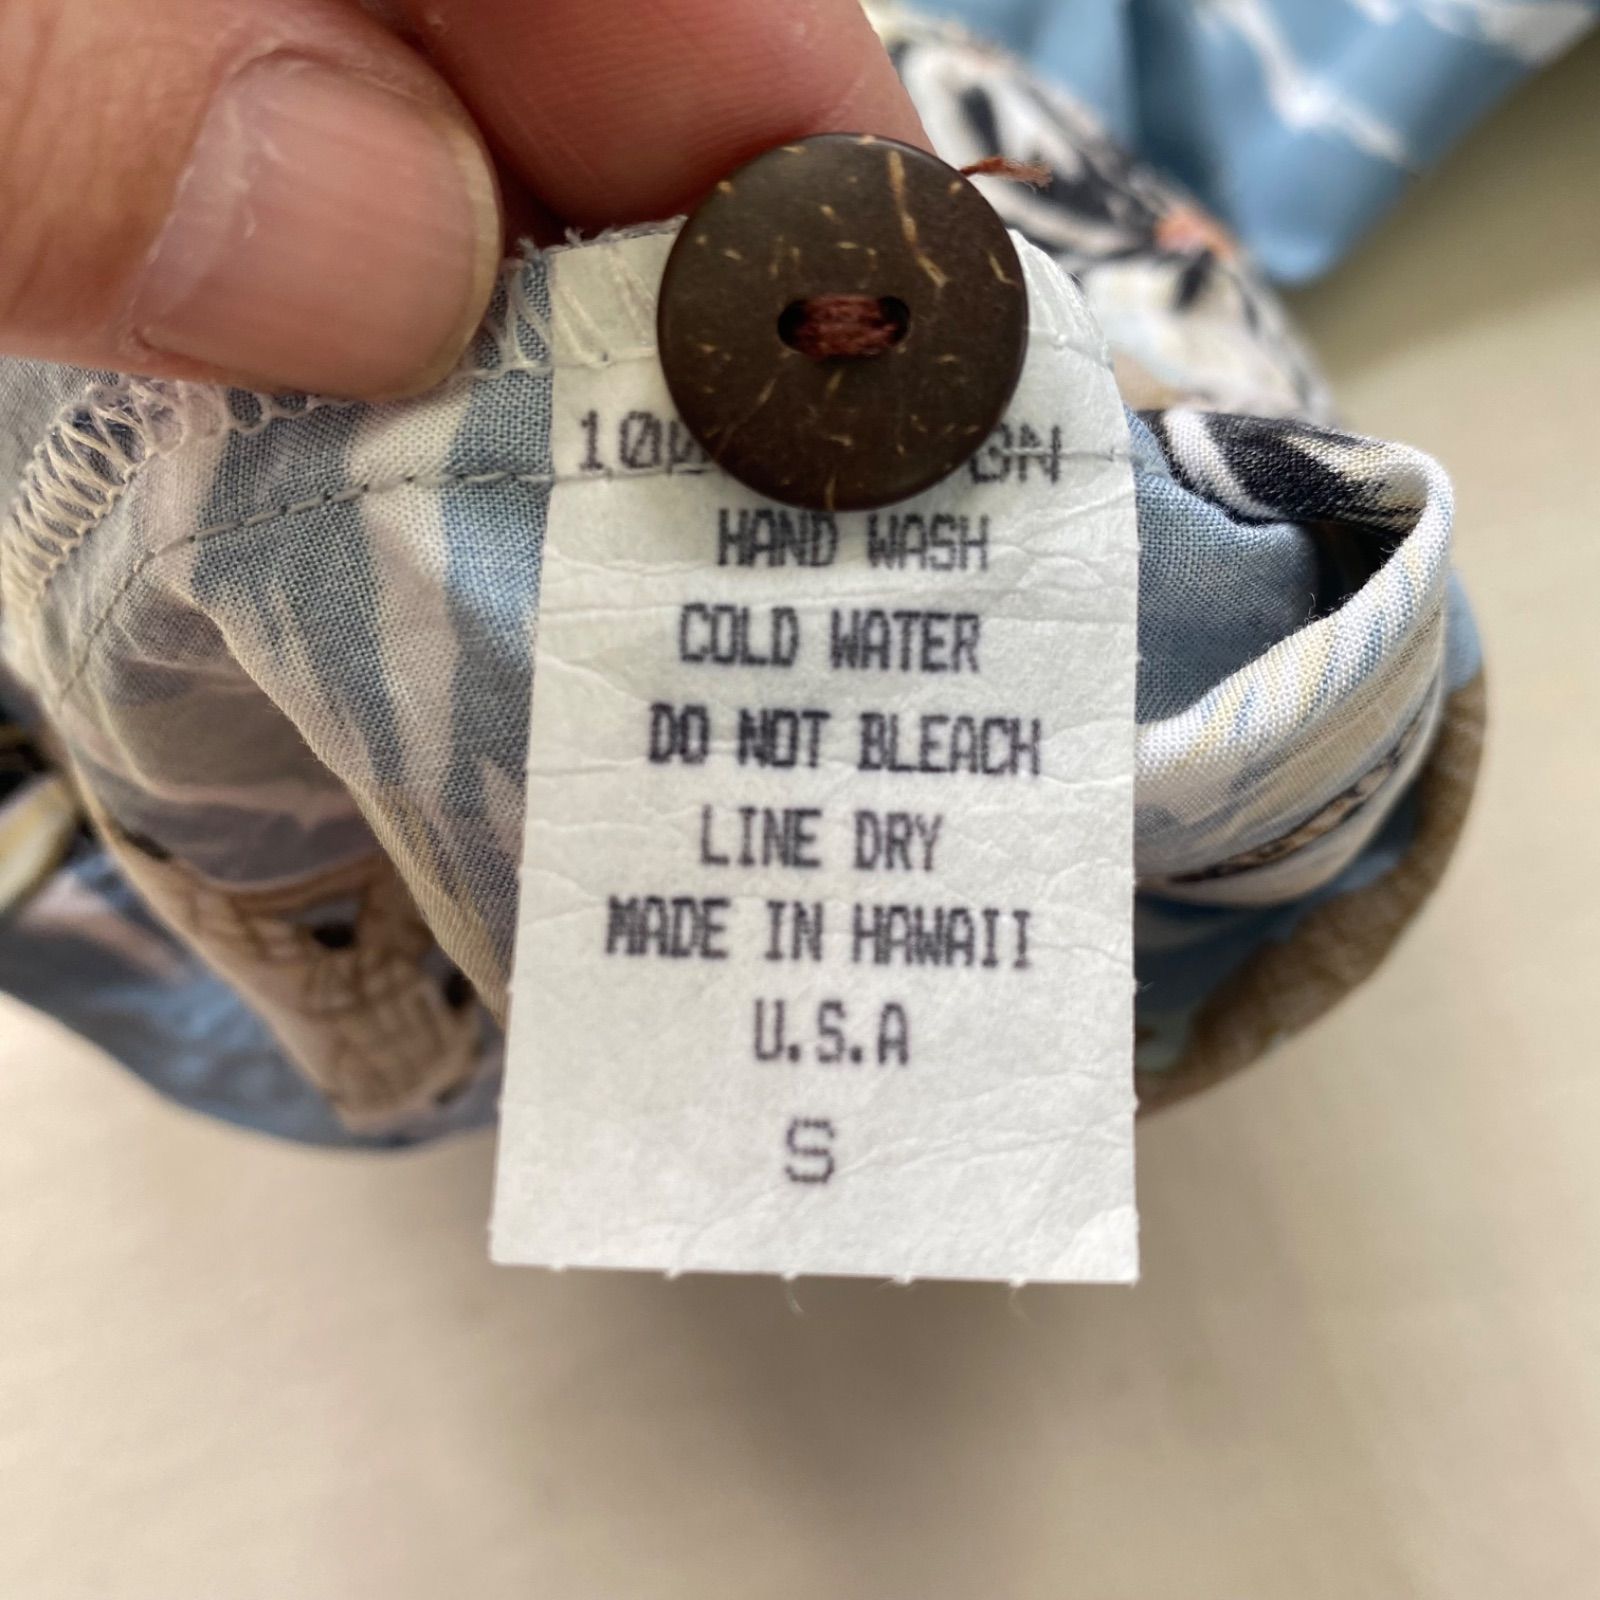 HAND WASH
COLD WATER
DO NOT BLEACH
LINE DRY
MADE IN HAWAII
U.S.A
S